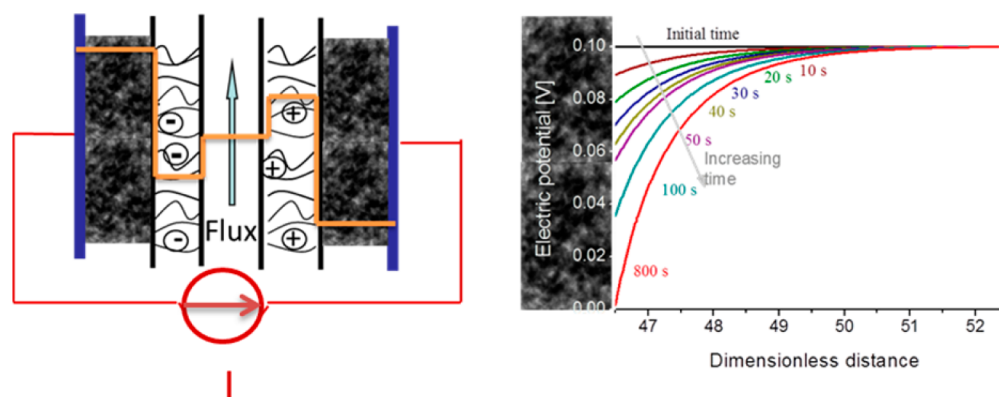 -
-
-
+
+
+
Flux
I
Electric potential [V]
0.10
0.08
0.06
0.04
0.02
0.00
Initial time
10 s
20 s
30 s
40 s
50 s
Increasing
time
100 s
800 s
47 48 49 50 51 52
Dimensionless distance